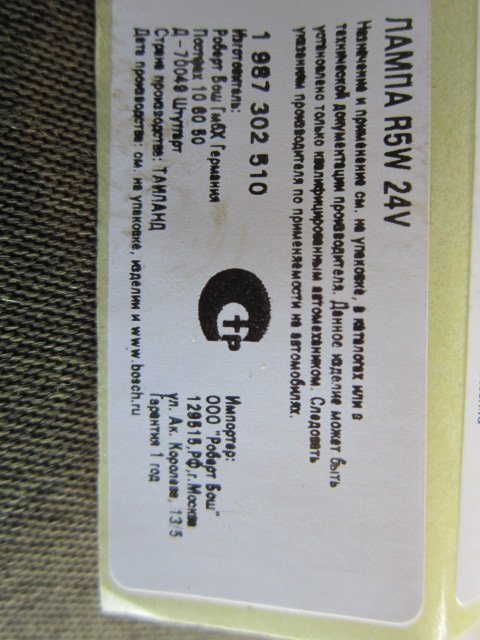 ЛАМПА R5W 24V
Назначение и применение см. на упаковке, в каталогах или в
технической документации производителя. Данное изделие может быть
установлено только квалифицированным автомехаником. Следовать
указаниям производителя по применяемости на автомобилях.
1 987 302 510
Изготовитель:
Роберт Бош ГмбХ Германия
Постфах 10 60 50
Д-70049 Штутгарт
Страна производства: ТАИЛАНД
Дата производства: см. на упаковке, изделии и www.bosch.ru
Импортер:
ООО "Роберт Бош"
129515,РФ,г.Москва
ул. Ак. Королева, 13/5
Гарантия 1 год